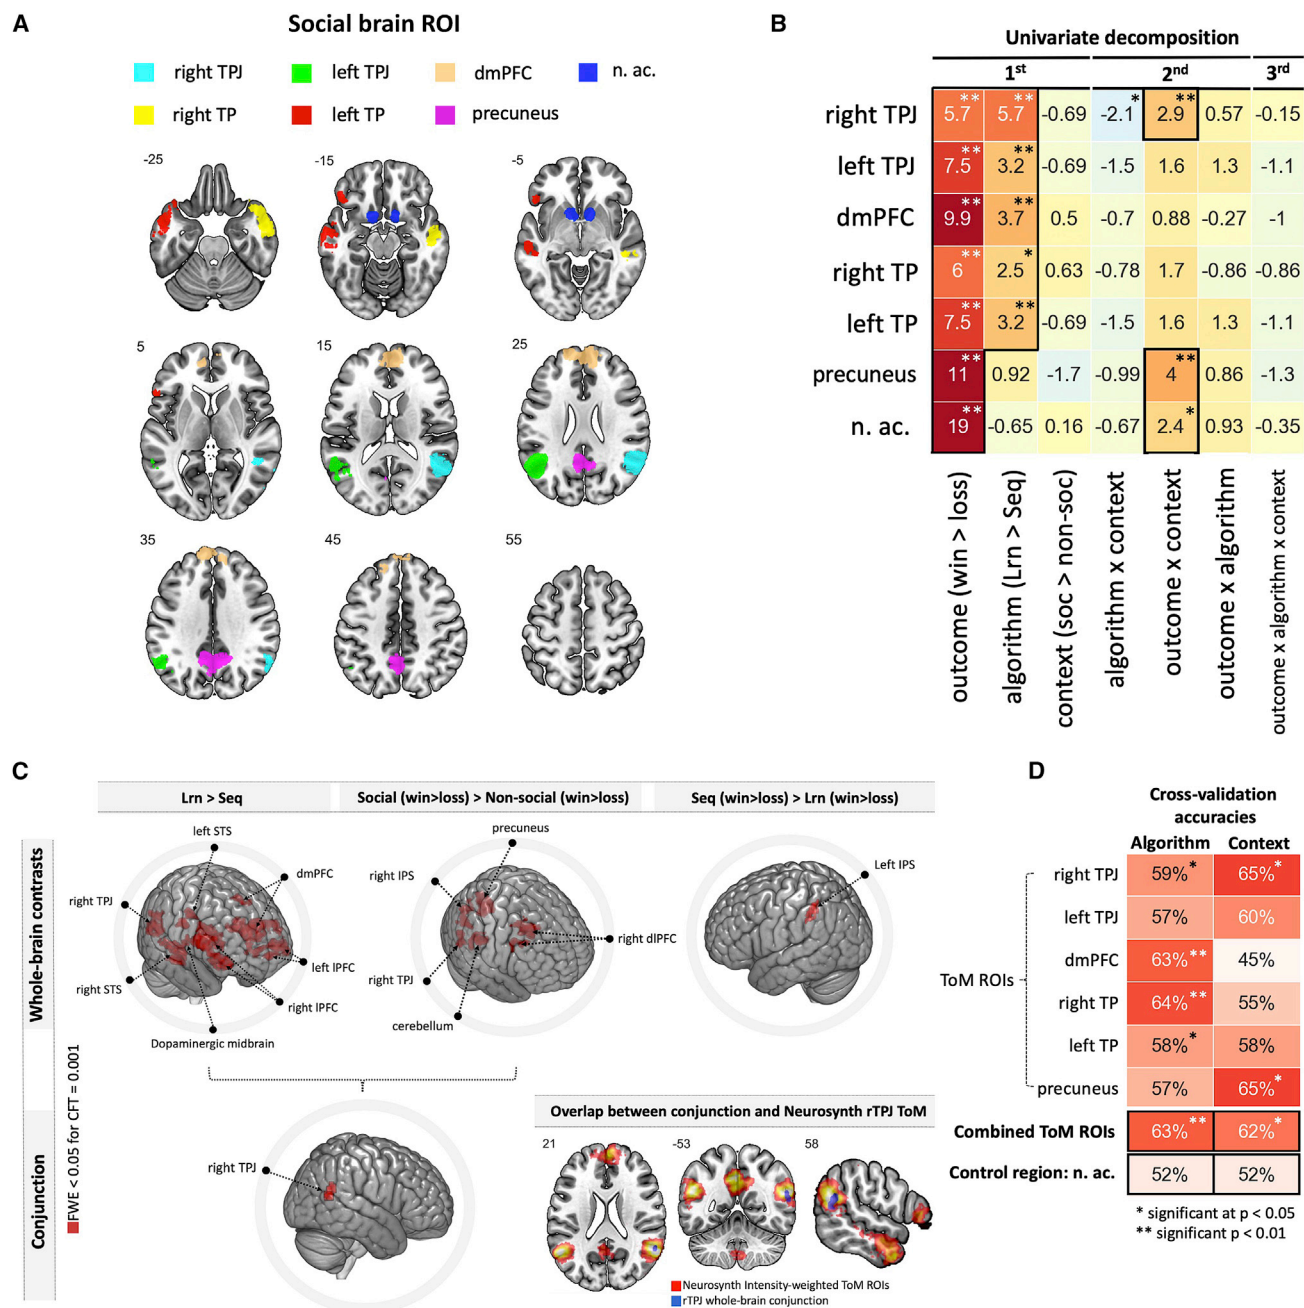 A
Social brain ROI
right TPJ left TPJ dmPFC n. ac.
right TP left TP precuneus
-25 -15 -5
5 15 25
35 45 55
B
Univariate decomposition
1st 2nd 3rd
right TPJ 5.7** 5.7** -0.69 -2.1* 2.9** 0.57 -0.15
left TPJ 7.5** 3.2** -0.69 -1.5 1.6 1.3 -1.1
dmPFC 9.9** 3.7** 0.5 -0.7 0.88 -0.27 -1
right TP 6** 2.5* 0.63 -0.78 1.7 -0.86 -0.86
left TP 7.5** 3.2** -0.69 -1.5 1.6 1.3 -1.1
precuneus 11** 0.92 -1.7 -0.99 4** 0.86 -1.3
n. ac. 19** -0.65 0.16 -0.67 2.4* 0.93 -0.35
outcome (win > loss)
algorithm (Lrn > Seq)
context (soc > non-soc)
algorithm x context
outcome x context
outcome x algorithm
outcome x algorithm x context
C
Lrn > Seq Social (win>loss) > Non-social (win>loss) Seq (win>loss) > Lrn (win>loss)
Whole-brain contrasts
left STS
dmPFC
right TPJ
left lPFC
right STS
right lPFC
Dopaminergic midbrain
precuneus
right IPS
right dlPFC
right TPJ
cerebellum
Left IPS
Conjunction
FWE < 0.05 for CFT = 0.001
right TPJ
Overlap between conjunction and Neurosynth rTPJ ToM
21 -53 58
Neurosynth Intensity-weighted ToM ROIs
rTPJ whole-brain conjunction
D
Cross-validation
accuracies
Algorithm Context
ToM ROIs
right TPJ 59%* 65%*
left TPJ 57% 60%
dmPFC 63%** 45%
right TP 64%** 55%
left TP 58%* 58%
precuneus 57% 65%*
Combined ToM ROIs 63%** 62%*
Control region: n. ac. 52% 52%
* significant at p < 0.05
** significant p < 0.01